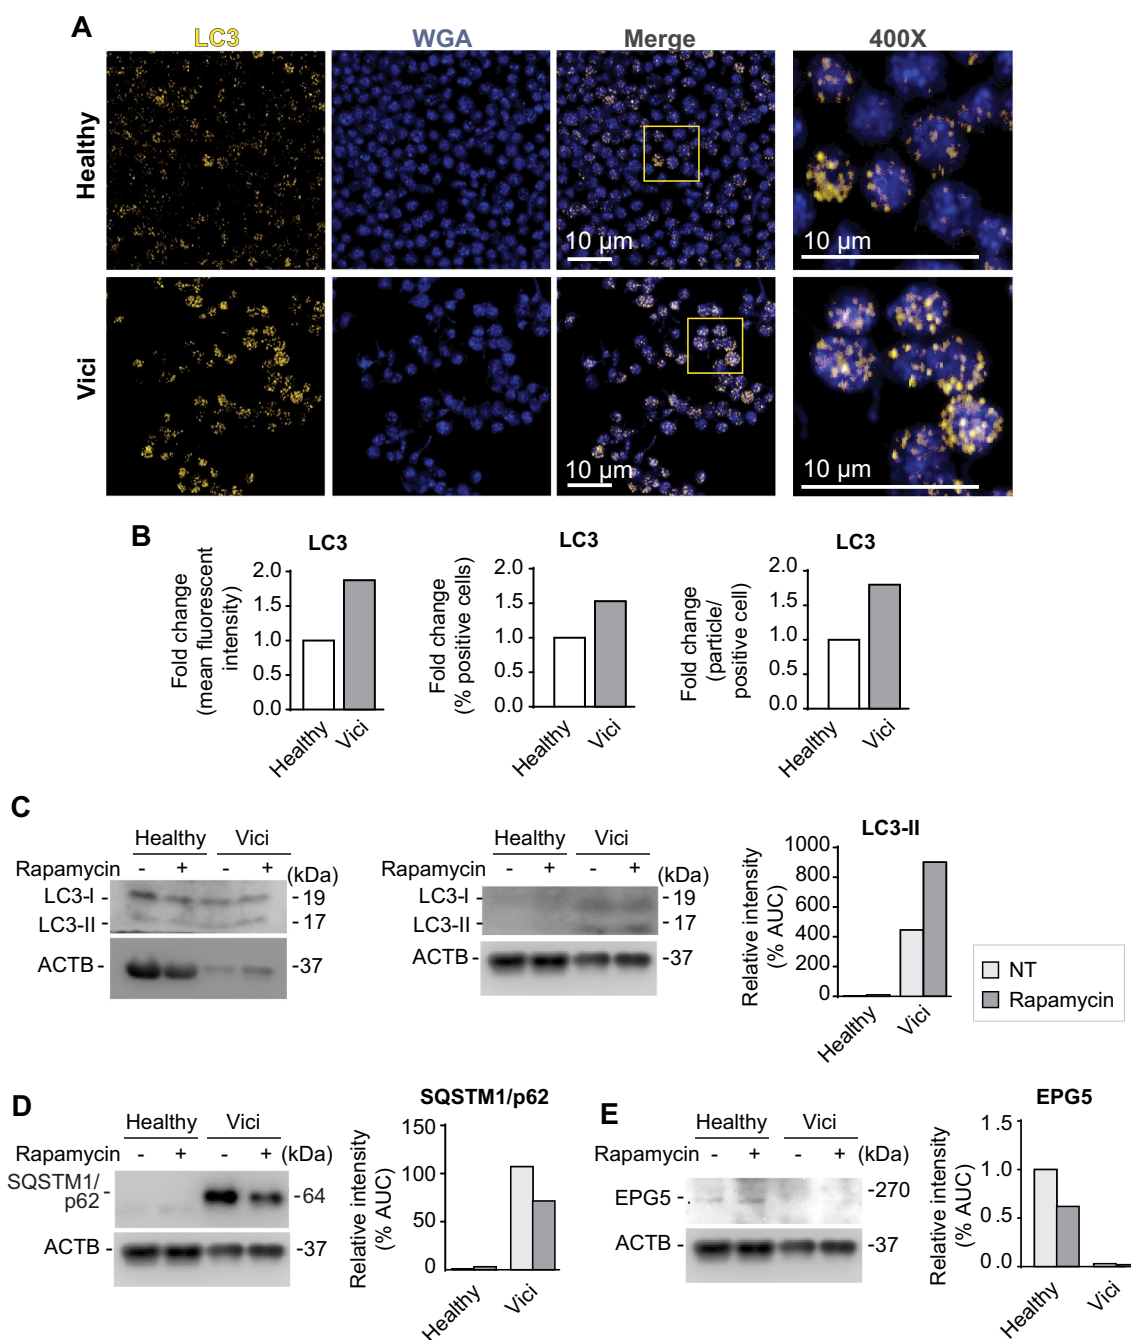 A
LC3 WGA Merge 400X
Healthy
10 µm 10 µm
Vici
10 µm 10 µm
B
LC3 LC3 LC3
Fold change
(mean fluorescent
intensity)
2.0
1.5
1.0
0.5
0.0
Healthy Vici
Fold change
(% positive cells)
2.0
1.5
1.0
0.5
0.0
Healthy Vici
Fold change
(particle/
positive cell)
2.0
1.5
1.0
0.5
0.0
Healthy Vici
C
Healthy Vici
Rapamycin - + - + (kDa)
LC3-I - - 19
LC3-II - - 17
ACTB - -37
Healthy Vici
Rapamycin - + - + (kDa)
LC3-I - - 19
LC3-II - - 17
ACTB - - 37
LC3-II
Relative intensity
(% AUC)
1000
800
600
400
200
0
Healthy Vici
NT
Rapamycin
D
Healthy Vici
Rapamycin - + - + (kDa)
SQSTM1/
p62 - -64
ACTB - -37
SQSTM1/p62
Relative intensity
(% AUC)
150
100
50
0
Healthy Vici
E
Healthy Vici
Rapamycin - + - + (kDa)
EPG5 - -270
ACTB - -37
EPG5
Relative intensity
(% AUC)
1.5
1.0
0.5
0.0
Healthy Vici